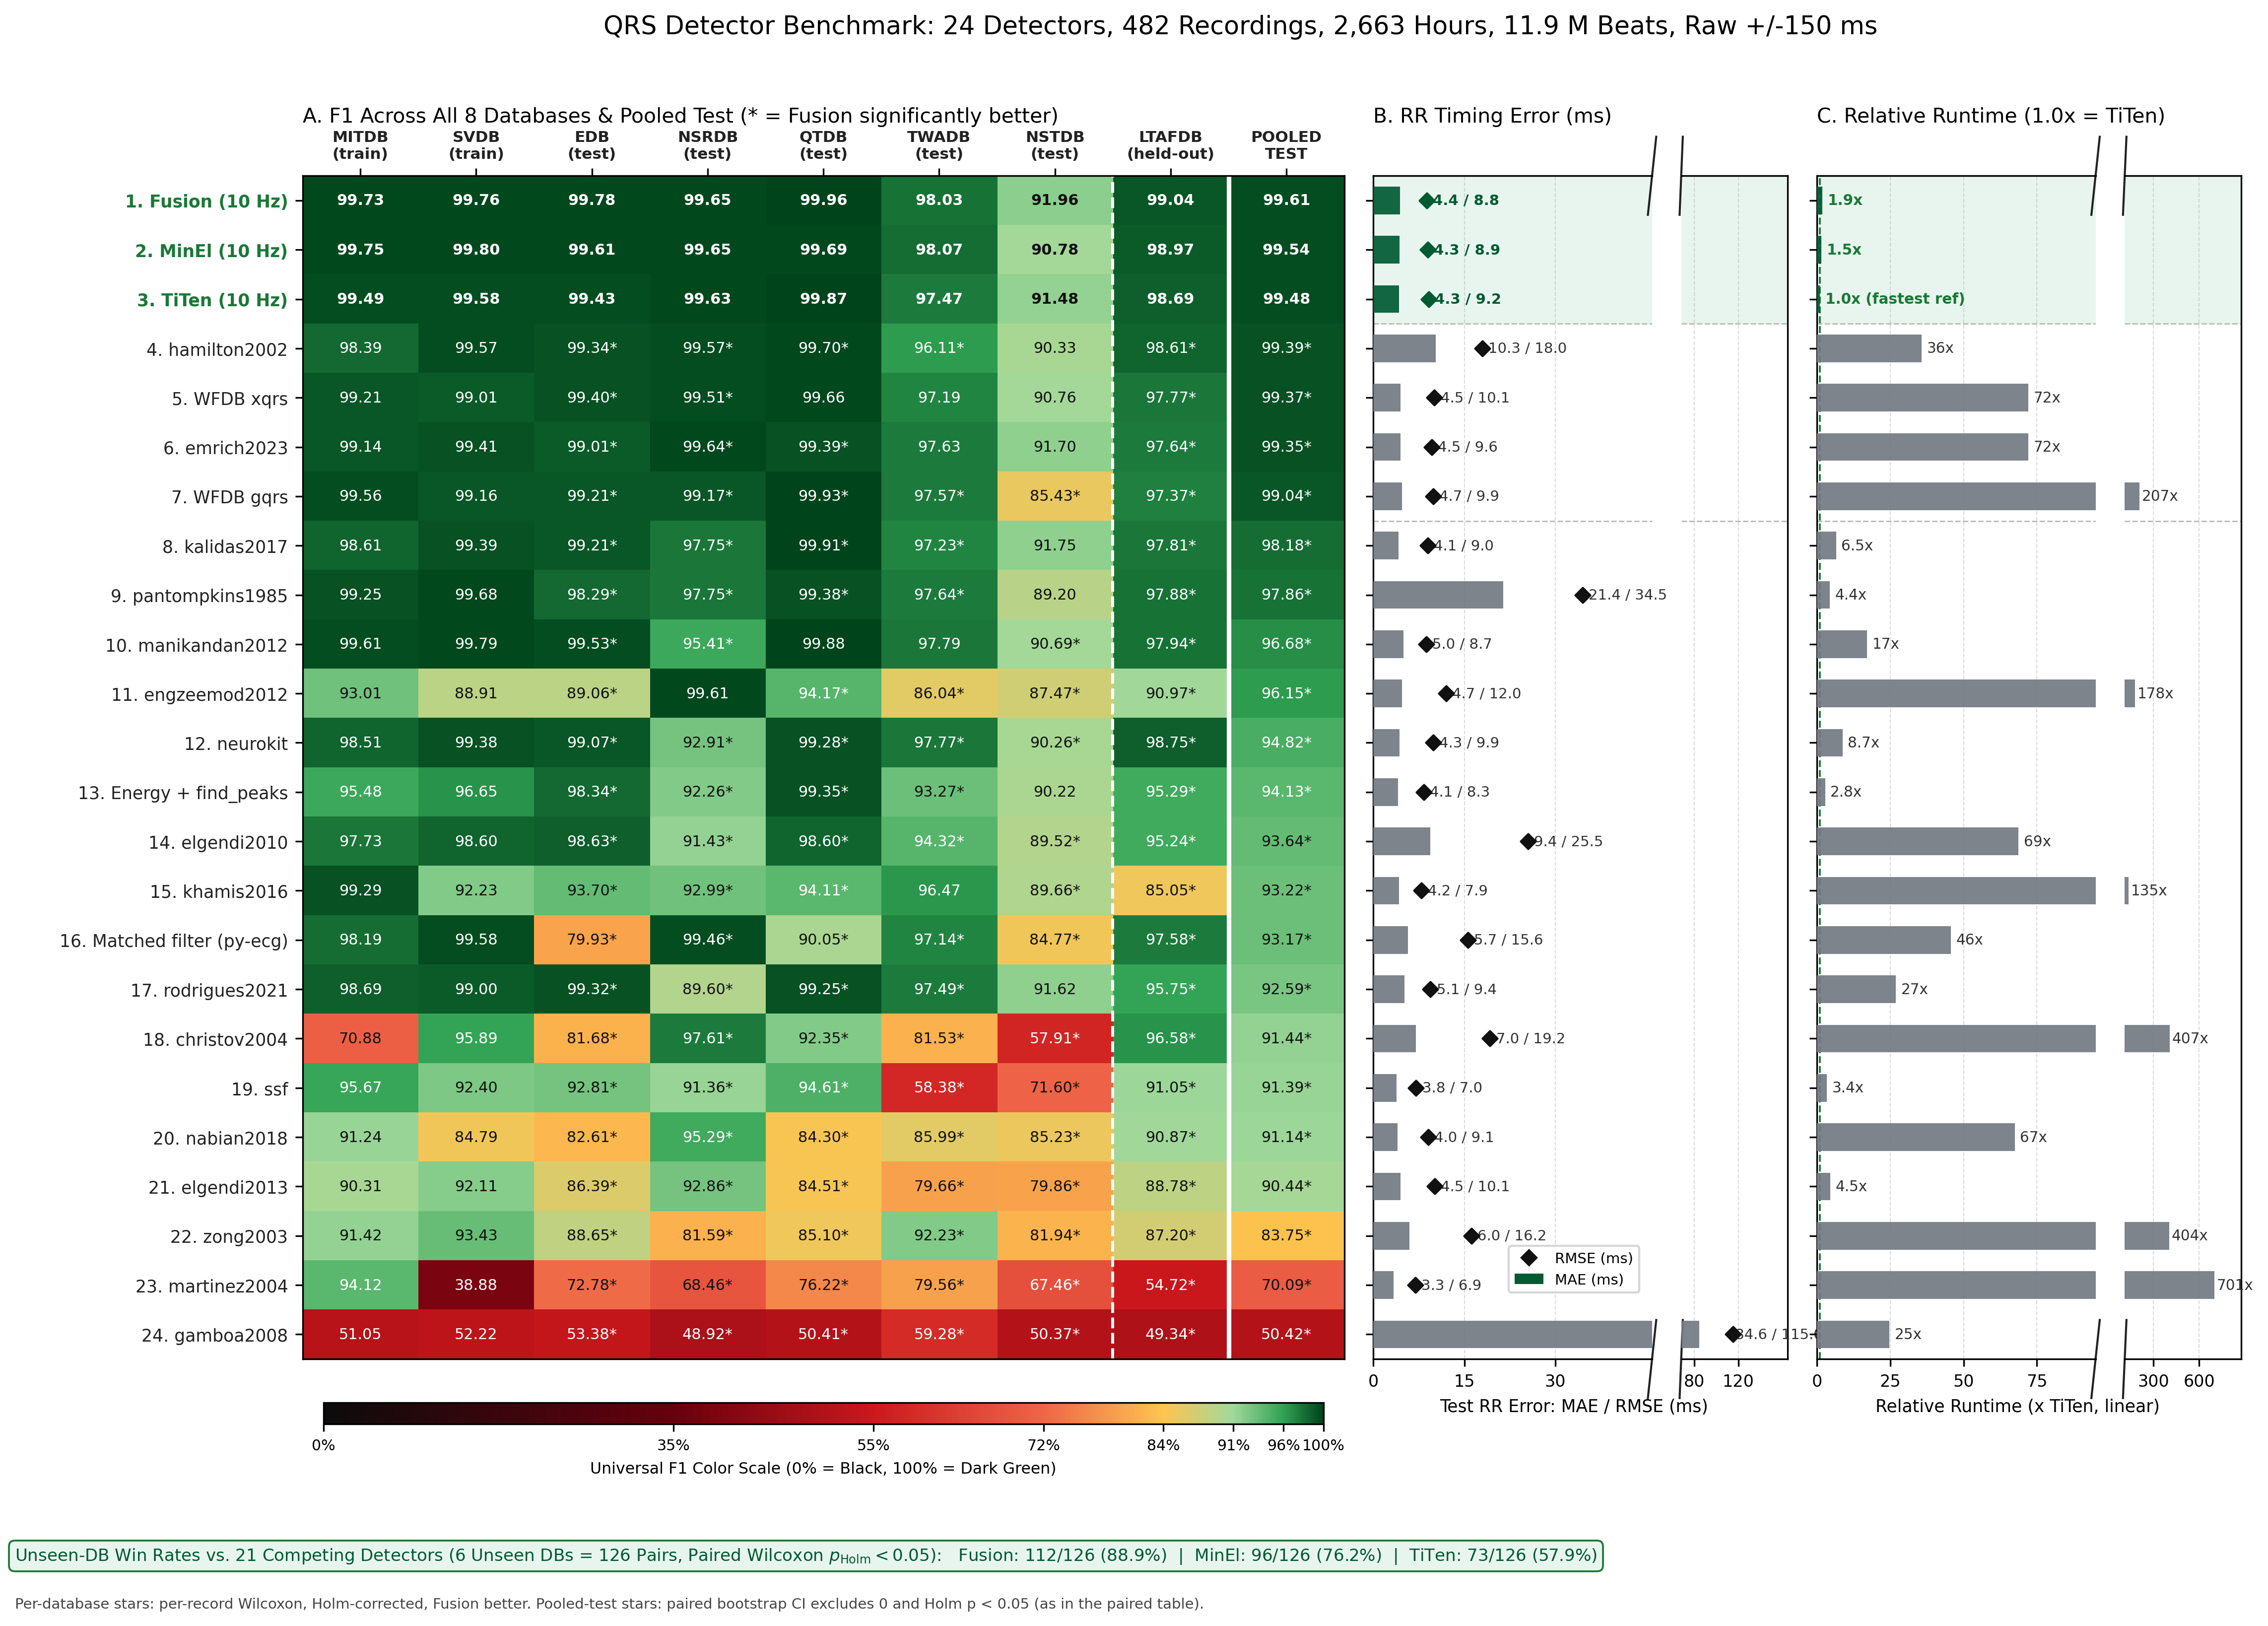 QRS Detector Benchmark: 24 Detectors, 482 Recordings, 2,663 Hours, 11.9 M Beats, Raw +/-150 ms
A. F1 Across All 8 Databases & Pooled Test (* = Fusion significantly better)
MITDB (train) SVDB (train) EDB (test) NSRDB (test) QTDB (test) TWADB (test) NSTDB (test) LTAFDB (held-out) POOLED TEST
B. RR Timing Error (ms)
C. Relative Runtime (1.0x = TiTen)
1. Fusion (10 Hz) 99.73 99.76 99.78 99.65 99.96 98.03 91.96 99.04 99.61 4.4 / 8.8 1.9x
2. MinEl (10 Hz) 99.75 99.80 99.61 99.65 99.69 98.07 90.78 98.97 99.54 4.3 / 8.9 1.5x
3. TiTen (10 Hz) 99.49 99.58 99.43 99.63 99.87 97.47 91.48 98.69 99.48 4.3 / 9.2 1.0x (fastest ref)
4. hamilton2002 98.39 99.57 99.34* 99.57* 99.70* 96.11* 90.33 98.61* 99.39* 10.3 / 18.0 36x
5. WFDB xqrs 99.21 99.01 99.40* 99.51* 99.66 97.19 90.76 97.77* 99.37* 4.5 / 10.1 72x
6. emrich2023 99.14 99.41 99.01* 99.64* 99.39* 97.63 91.70 97.64* 99.35* 4.5 / 9.6 72x
7. WFDB gqrs 99.56 99.16 99.21* 99.17* 99.93* 97.57* 85.43* 97.37* 99.04* 4.7 / 9.9 207x
8. kalidas2017 98.61 99.39 99.21* 97.75* 99.91* 97.23* 91.75 97.81* 98.18* 4.1 / 9.0 6.5x
9. pantompkins1985 99.25 99.68 98.29* 97.75* 99.38* 97.64* 89.20 97.88* 97.86* 21.4 / 34.5 4.4x
10. manikandan2012 99.61 99.79 99.53* 95.41* 99.88 97.79 90.69* 97.94* 96.68* 5.0 / 8.7 17x
11. engzeemod2012 93.01 88.91 89.06* 99.61 94.17* 86.04* 87.47* 90.97* 96.15* 4.7 / 12.0 178x
12. neurokit 98.51 99.38 99.07* 92.91* 99.28* 97.77* 90.26* 98.75* 94.82* 4.3 / 9.9 8.7x
13. Energy + find_peaks 95.48 96.65 98.34* 92.26* 99.35* 93.27* 90.22 95.29* 94.13* 4.1 / 8.3 2.8x
14. elgendi2010 97.73 98.60 98.63* 91.43* 98.60* 94.32* 89.52* 95.24* 93.64* 9.4 / 25.5 69x
15. khamis2016 99.29 92.23 93.70* 92.99* 94.11* 96.47 89.66* 85.05* 93.22* 4.2 / 7.9 135x
16. Matched filter (py-ecg) 98.19 99.58 79.93* 99.46* 90.05* 97.14* 84.77* 97.58* 93.17* 5.7 / 15.6 46x
17. rodrigues2021 98.69 99.00 99.32* 89.60* 99.25* 97.49* 91.62 95.75* 92.59* 5.1 / 9.4 27x
18. christov2004 70.88 95.89 81.68* 97.61* 92.35* 81.53* 57.91* 96.58* 91.44* 7.0 / 19.2 407x
19. ssf 95.67 92.40 92.81* 91.36* 94.61* 58.38* 71.60* 91.05* 91.39* 3.8 / 7.0 3.4x
20. nabian2018 91.24 84.79 82.61* 95.29* 84.30* 85.99* 85.23* 90.87* 91.14* 4.0 / 9.1 67x
21. elgendi2013 90.31 92.11 86.39* 92.86* 84.51* 79.66* 79.86* 88.78* 90.44* 4.5 / 10.1 4.5x
22. zong2003 91.42 93.43 88.65* 81.59* 85.10* 92.23* 81.94* 87.20* 83.75* 6.0 / 16.2 404x
23. martinez2004 94.12 38.88 72.78* 68.46* 76.22* 79.56* 67.46* 54.72* 70.09* 3.3 / 6.9 701x
24. gamboa2008 51.05 52.22 53.38* 48.92* 50.41* 59.28* 50.37* 49.34* 50.42* 25x
RMSE (ms)
MAE (ms)
0 15 30 80 120
Test RR Error: MAE / RMSE (ms)
0 25 50 75 300 600
Relative Runtime (x TiTen, linear)
0% 35% 55% 72% 84% 91% 96% 100%
Universal F1 Color Scale (0% = Black, 100% = Dark Green)
Unseen-DB Win Rates vs. 21 Competing Detectors (6 Unseen DBs = 126 Pairs, Paired Wilcoxon pHolm < 0.05): Fusion: 112/126 (88.9%) | MinEl: 96/126 (76.2%) | TiTen: 73/126 (57.9%)
Per-database stars: per-record Wilcoxon, Holm-corrected, Fusion better. Pooled-test stars: paired bootstrap CI excludes 0 and Holm p < 0.05 (as in the paired table).